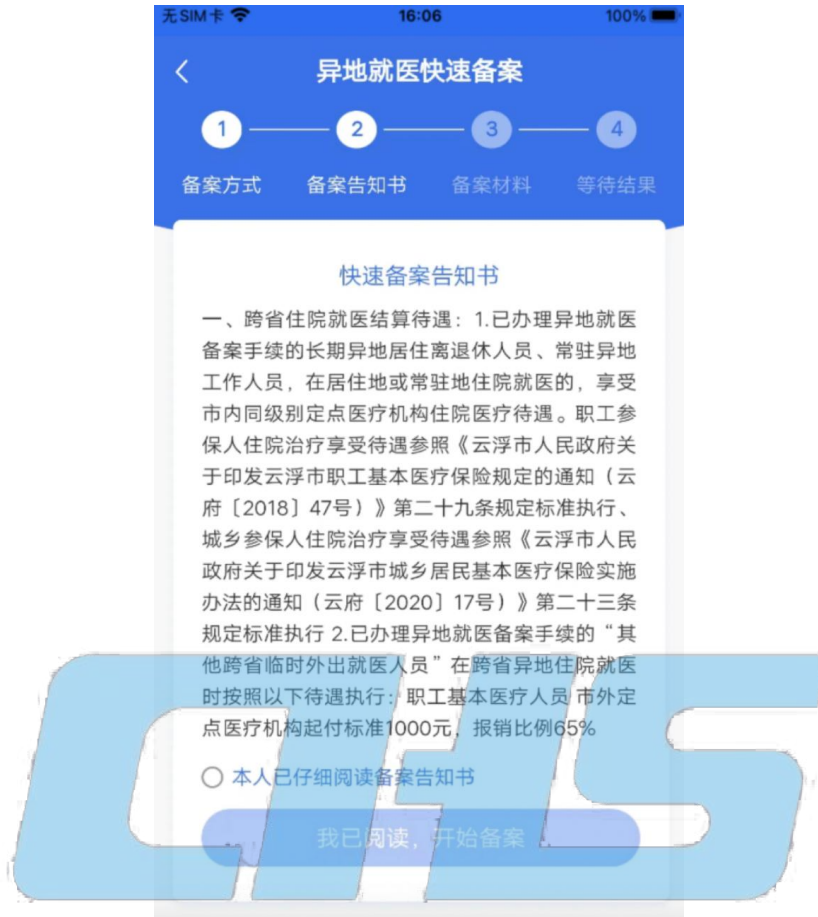 无SIM卡 16:06 100%
异地就医快速备案
1 2 3 4
备案方式 备案告知书 备案材料 等待结果
快速备案告知书
一、跨省住院就医结算待遇：1.已办理异地就医
备案手续的长期异地居住离退休人员、常驻异地
工作人员，在居住地或常驻地住院就医的，享受
市内同级别定点医疗机构住院医疗待遇。职工参
保人住院治疗享受待遇参照《云浮市人民政府关
于印发云浮市职工基本医疗保险规定的通知（云
府〔2018〕47号）》第二十九条规定标准执行、
城乡参保人住院治疗享受待遇参照《云浮市人民
政府关于印发云浮市城乡居民基本医疗保险实施
办法的通知（云府〔2020〕17号）》第二十三条
规定标准执行 2.已办理异地就医备案手续的“其
他跨省临时外出就医人员”在跨省异地住院就医
时按照以下待遇执行：职工基本医疗人员 市外定
点医疗机构起付标准1000元，报销比例65%
本人已仔细阅读备案告知书
我已阅读，开始备案
CHS